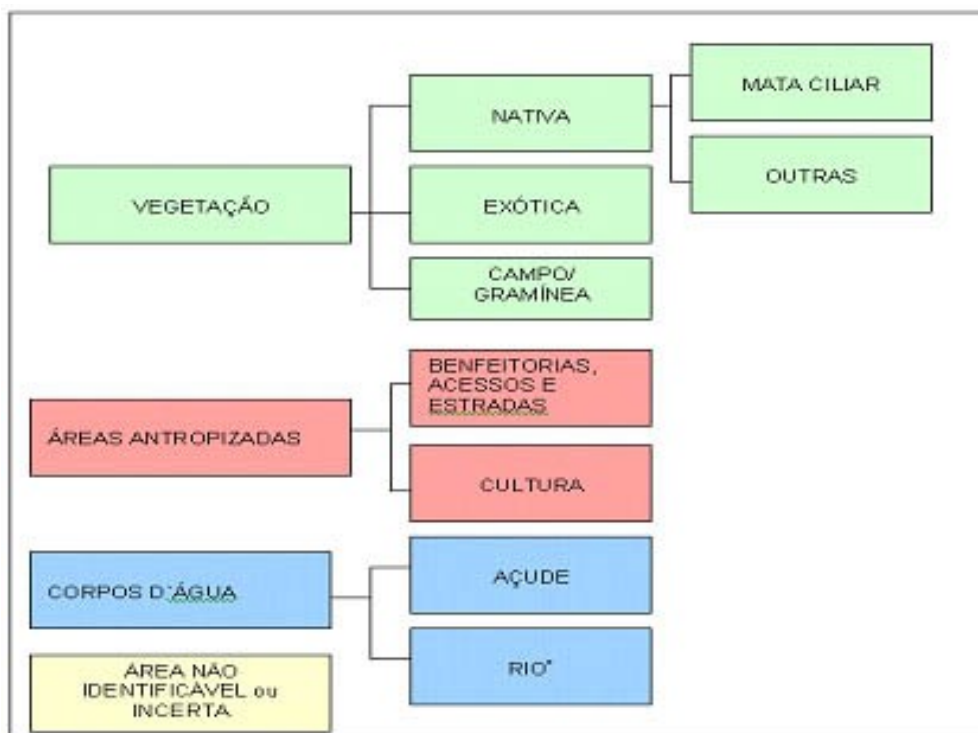 MATA CILIAR
NATIVA
OUTRAS
VEGETAÇÃO
EXÓTICA
CAMPO/
GRAMÍNEA
BENFEITORIAS,
ACESSOS E
ESTRADAS
ÁREAS ANTROPIZADAS
CULTURA
AÇUDE
CORPOS D´ÁGUA
RIO*
ÁREA NÃO
IDENTIFICÁVEL ou
INCERTA